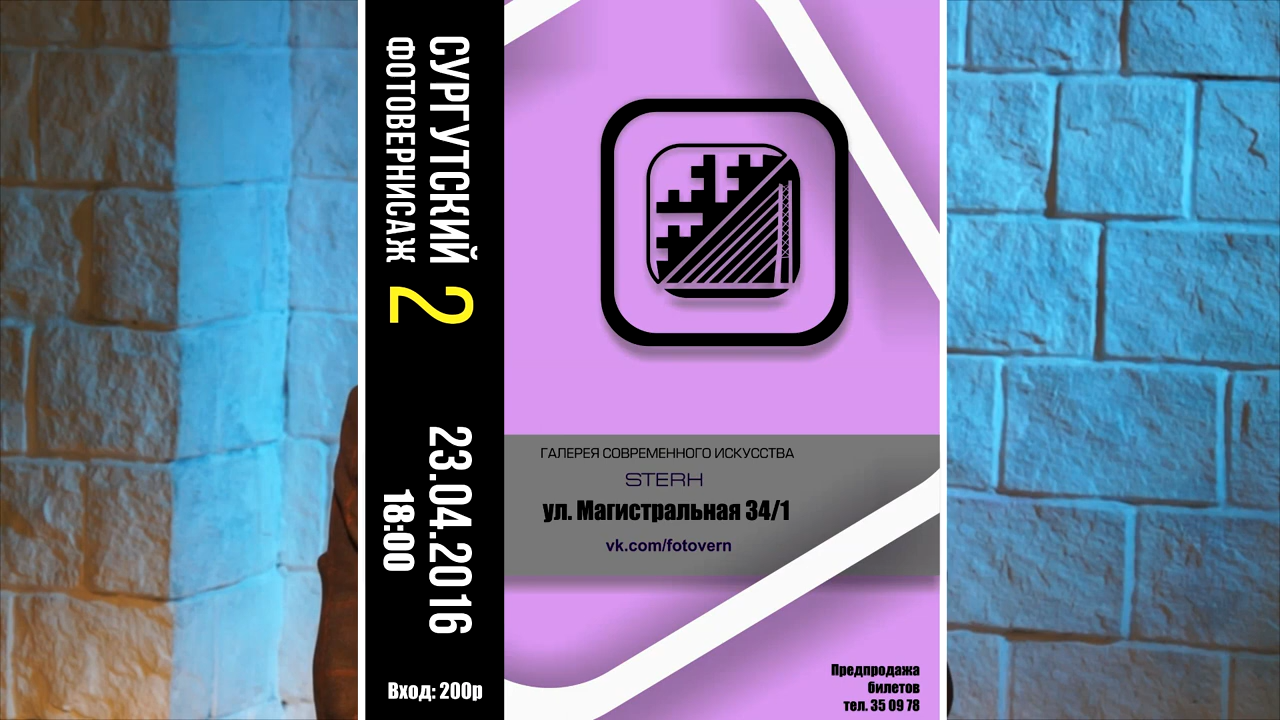 СУРГУТСКИЙ
ФОТОВЕРНИСАЖ
2
23.04.2016
18:00
Вход: 200р
ГАЛЕРЕЯ СОВРЕМЕННОГО ИСКУССТВА
STERH
ул. Магистральная 34/1
vk.com/fotovern
Предпродажа
билетов
тел. 35 09 78